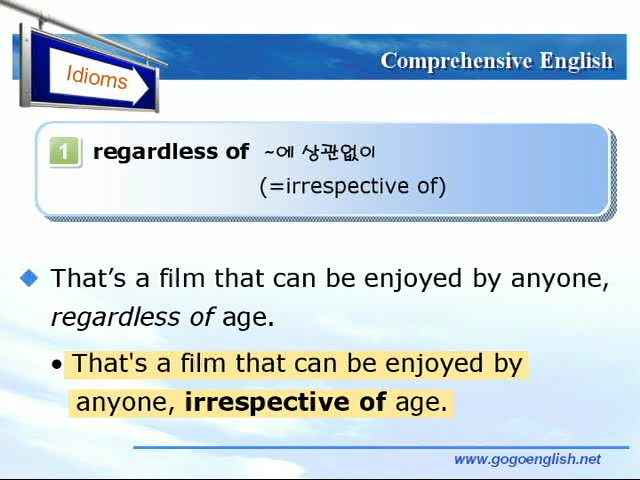 Idioms
Comprehensive English
1 regardless of ~에 상관없이
(=irrespective of)
That’s a film that can be enjoyed by anyone,
regardless of age.
• That's a film that can be enjoyed by
anyone, irrespective of age.
www.gogoenglish.net